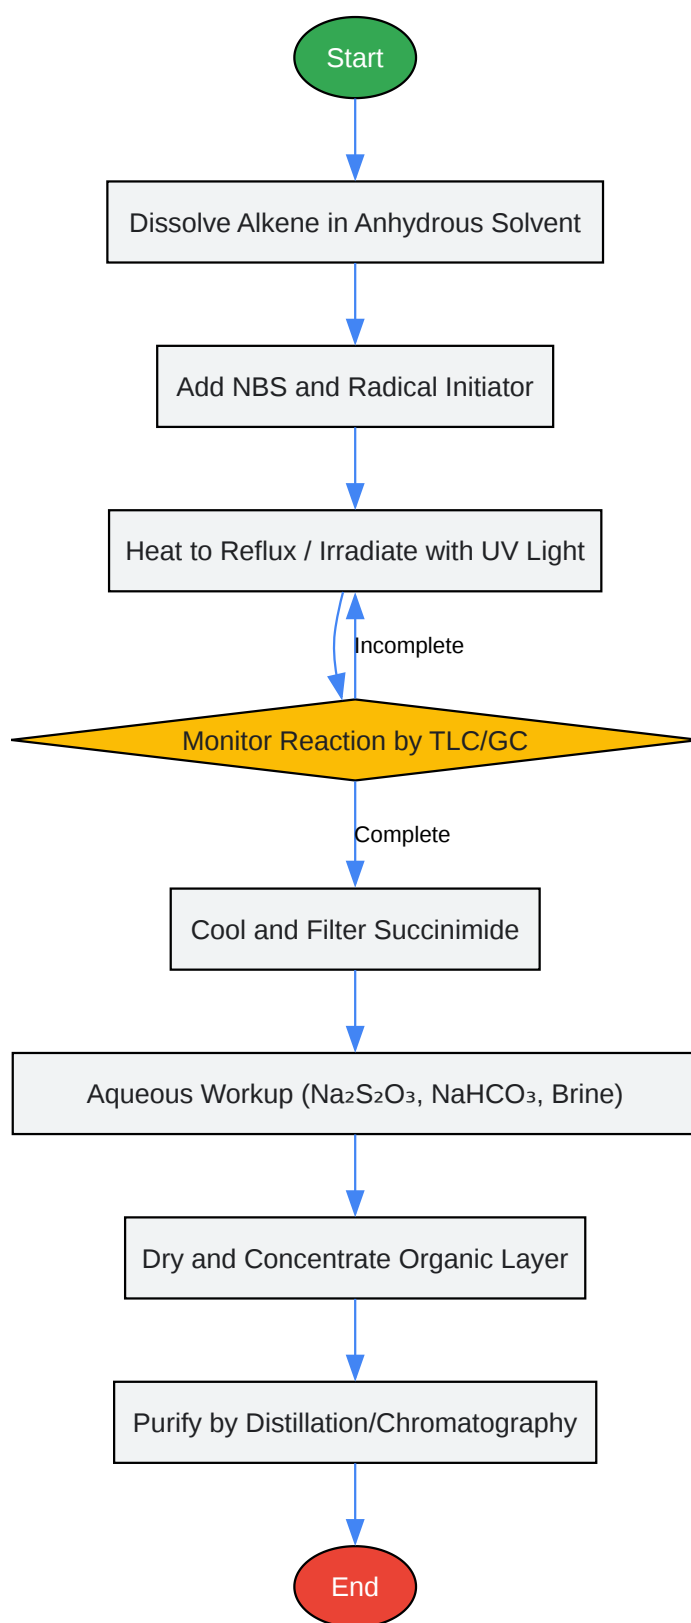 Start
Dissolve Alkene in Anhydrous Solvent
Add NBS and Radical Initiator
Heat to Reflux / Irradiate with UV Light
Incomplete
Monitor Reaction by TLC/GC
Complete
Cool and Filter Succinimide
Aqueous Workup (Na₂S₂O₃, NaHCO₃, Brine)
Dry and Concentrate Organic Layer
Purify by Distillation/Chromatography
End